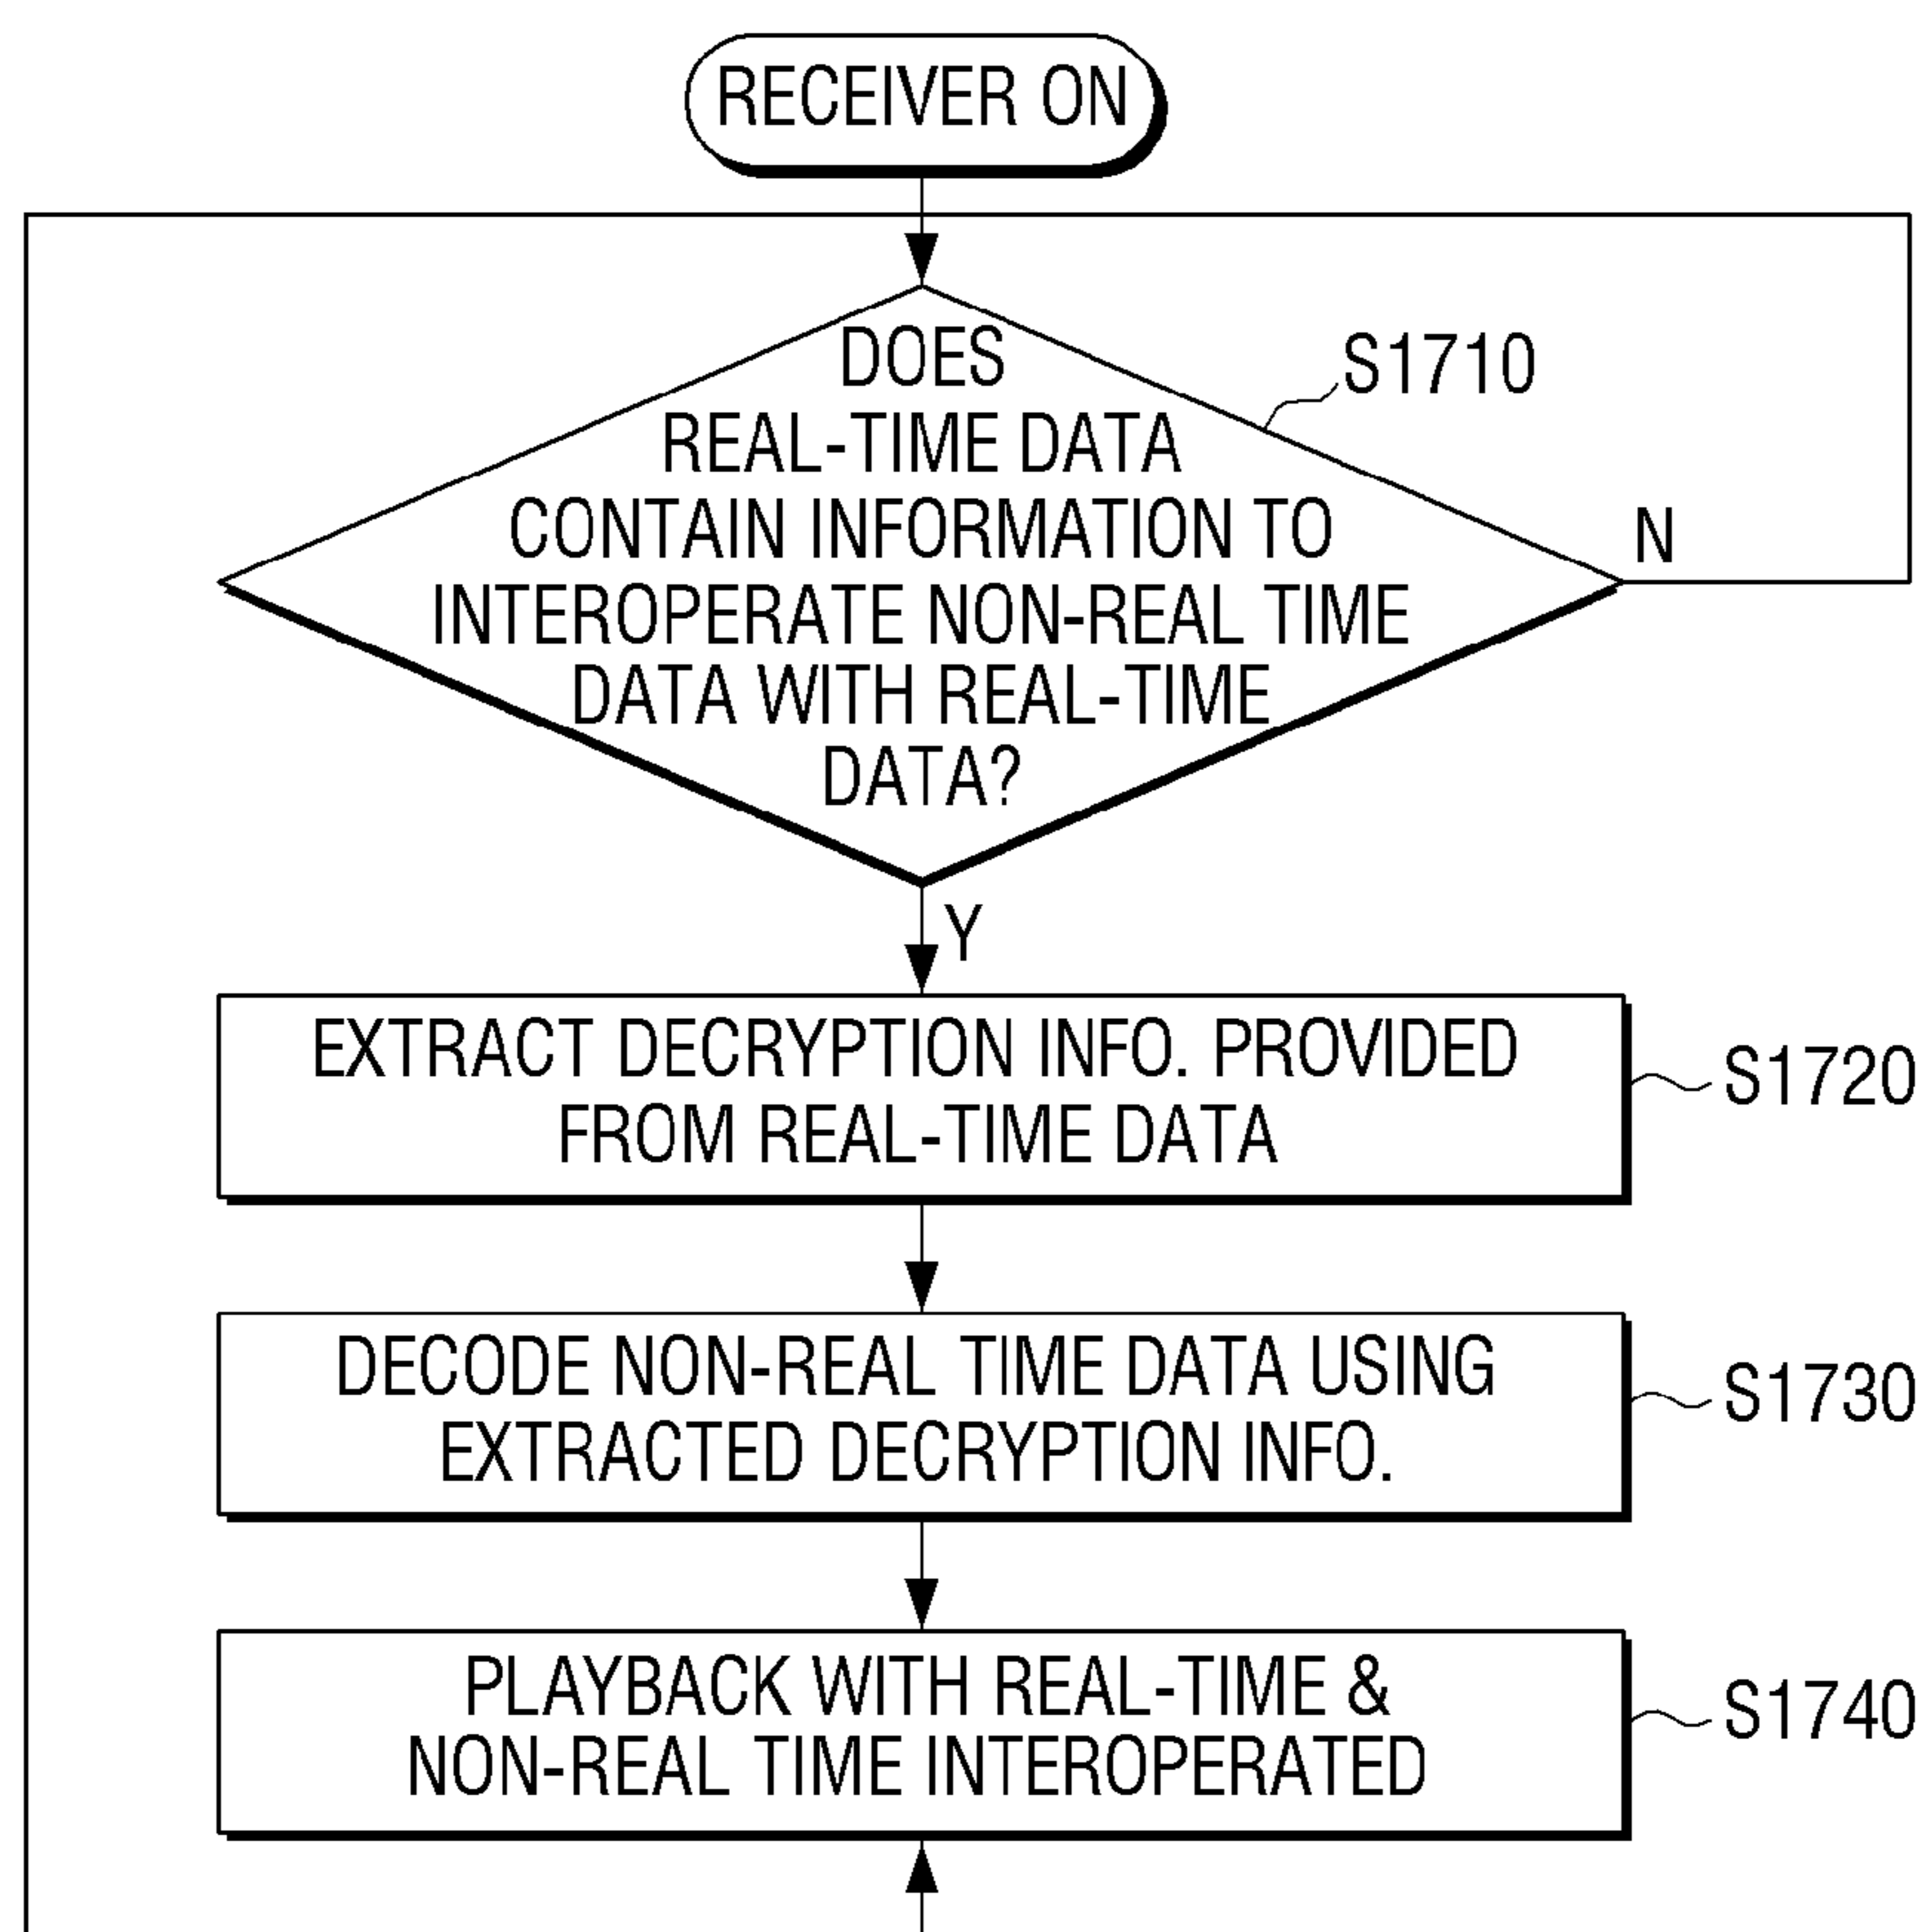 RECEIVER ON
DOES
REAL-TIME DATA
CONTAIN INFORMATION TO
INTEROPERATE NON-REAL TIME
DATA WITH REAL-TIME
DATA?
S1710
N
Y
EXTRACT DECRYPTION INFO. PROVIDED
FROM REAL-TIME DATA
S1720
DECODE NON-REAL TIME DATA USING
EXTRACTED DECRYPTION INFO.
S1730
PLAYBACK WITH REAL-TIME &
NON-REAL TIME INTEROPERATED
S1740